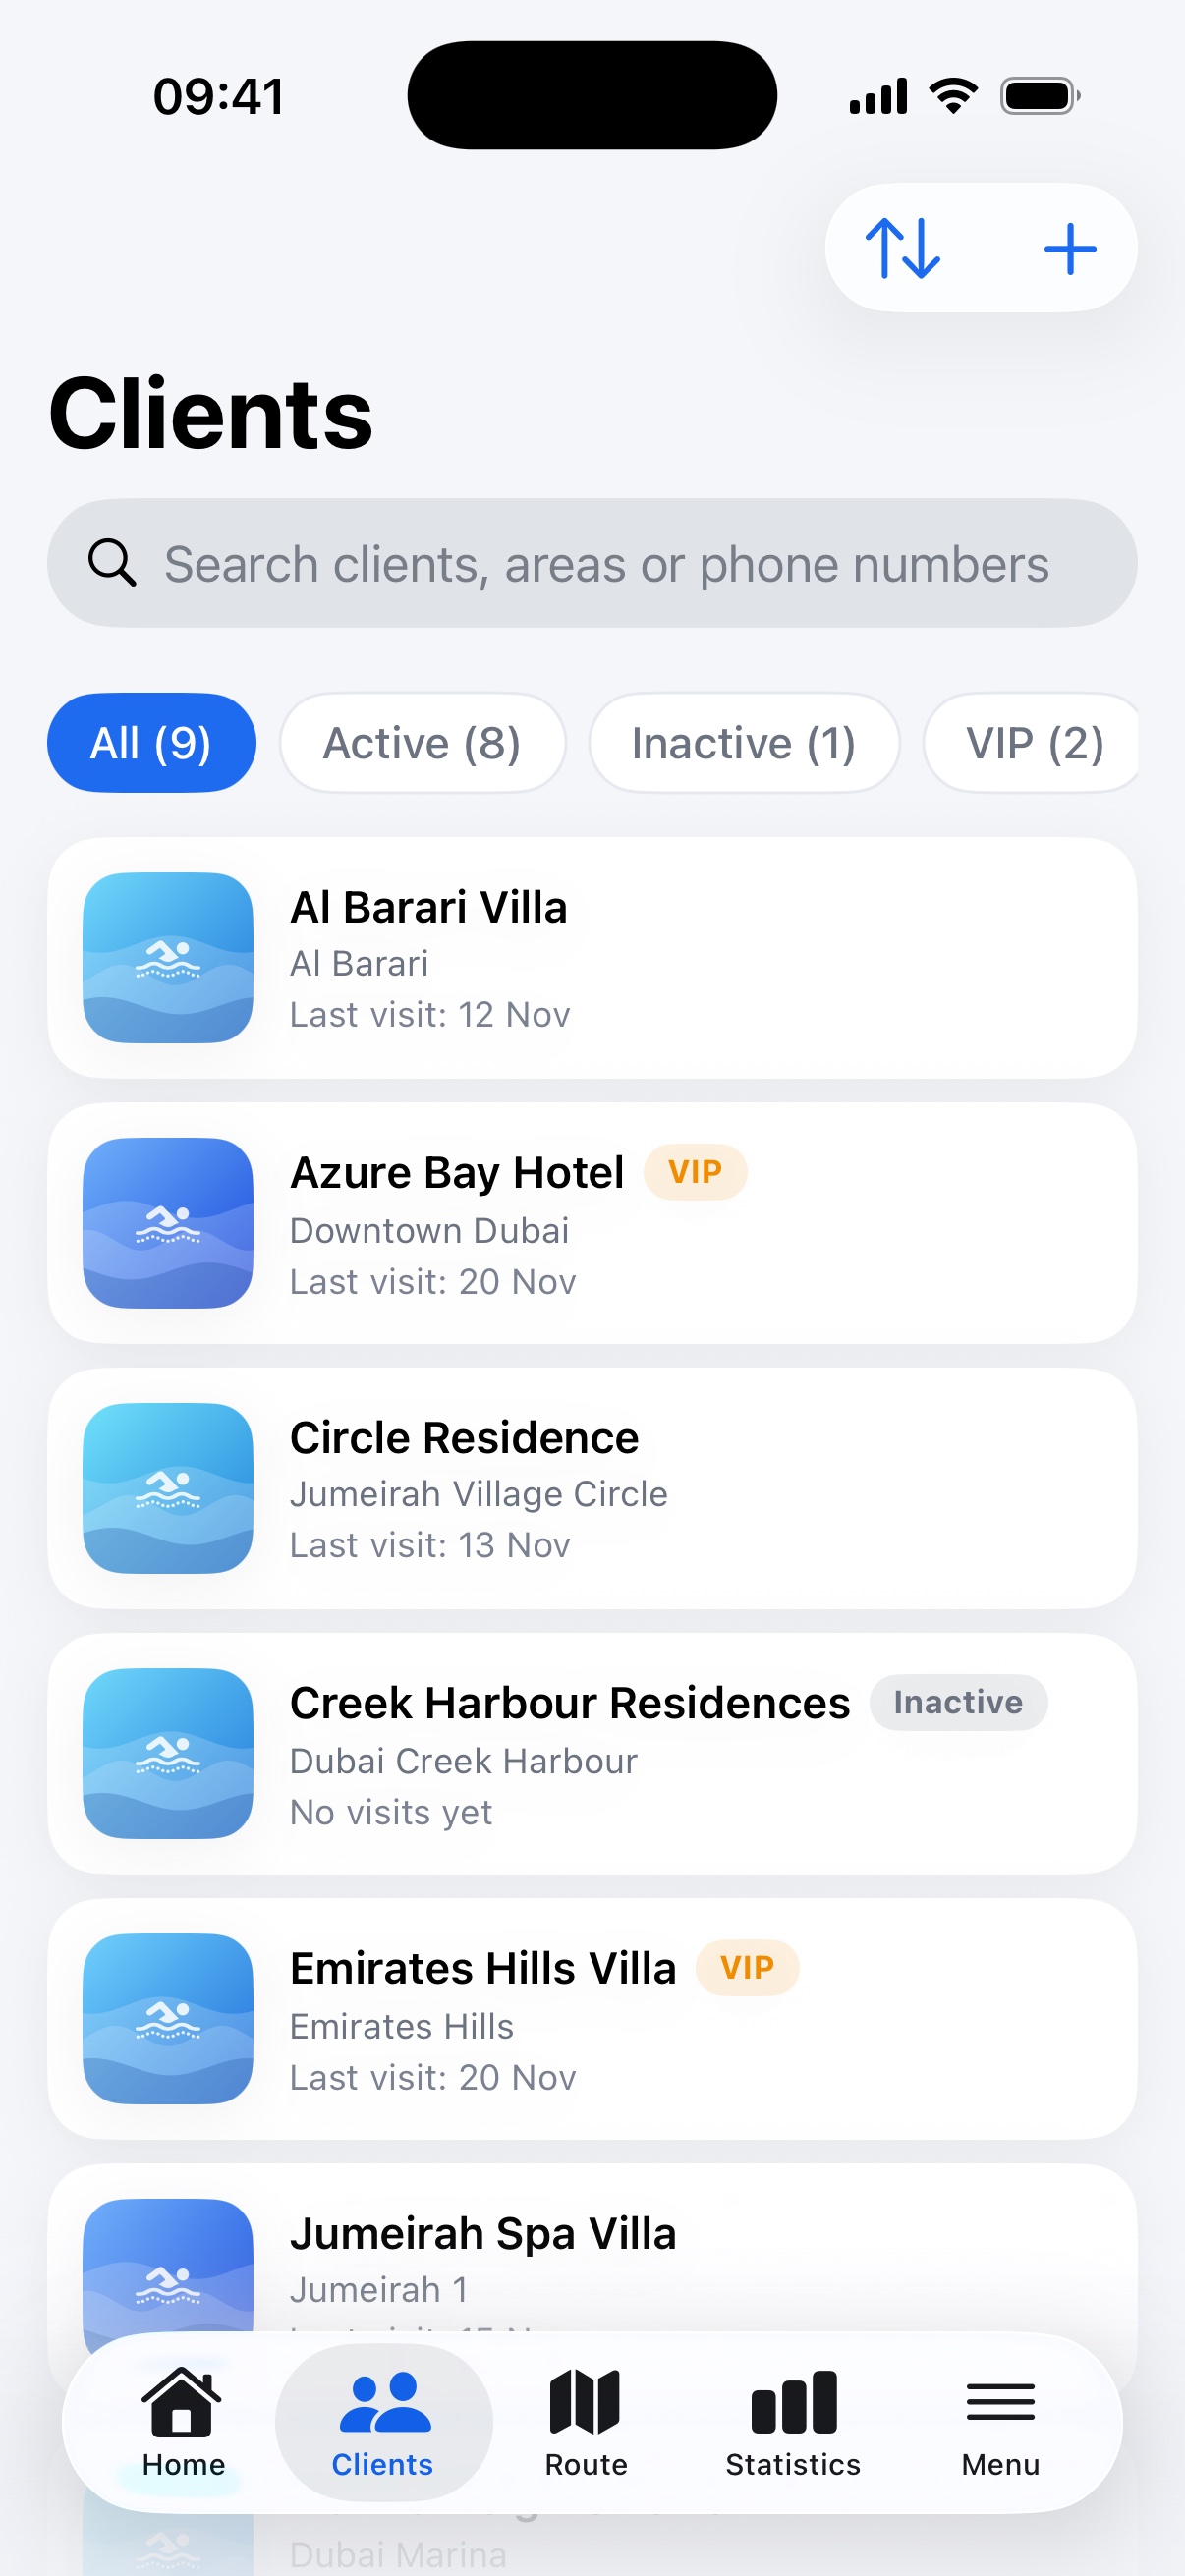 09:41
Clients
Search clients, areas or phone numbers
All (9)
Active (8)
Inactive (1)
VIP (2)
Al Barari Villa
Al Barari
Last visit: 12 Nov
Azure Bay Hotel VIP
Downtown Dubai
Last visit: 20 Nov
Circle Residence
Jumeirah Village Circle
Last visit: 13 Nov
Creek Harbour Residences Inactive
Dubai Creek Harbour
No visits yet
Emirates Hills Villa VIP
Emirates Hills
Last visit: 20 Nov
Jumeirah Spa Villa
Jumeirah 1
Home
Clients
Route
Statistics
Menu
Dubai Marina